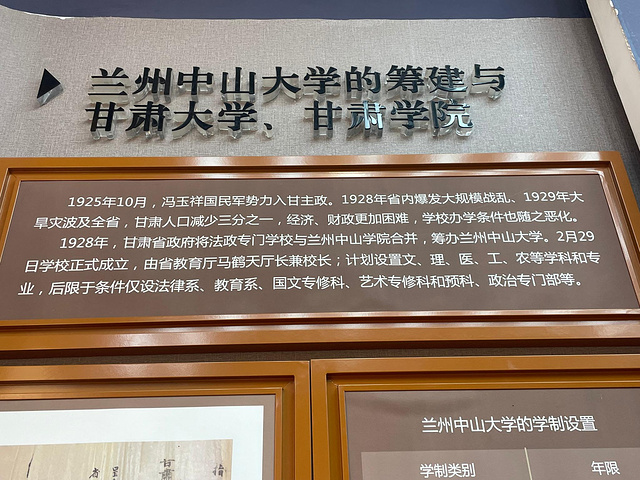 兰州中山大学的筹建与
甘肃大学、甘肃学院
1925年10月，冯玉祥国民军势力入甘主政。1928年省内爆发大规模战乱、1929年大
旱灾波及全省，甘肃人口减少三分之一，经济、财政更加困难，学校办学条件也随之恶化。
1928年，甘肃省政府将法政专门学校与兰州中山学院合并，筹办兰州中山大学。2月29
日学校正式成立，由省教育厅马鹤天厅长兼校长；计划设置文、理、医、工、农等学科和专
业，后限于条件仅设法律系、教育系、国文专修科、艺术专修科和预科、政治专门部等。
兰州中山大学的学制设置
学制类别
年限